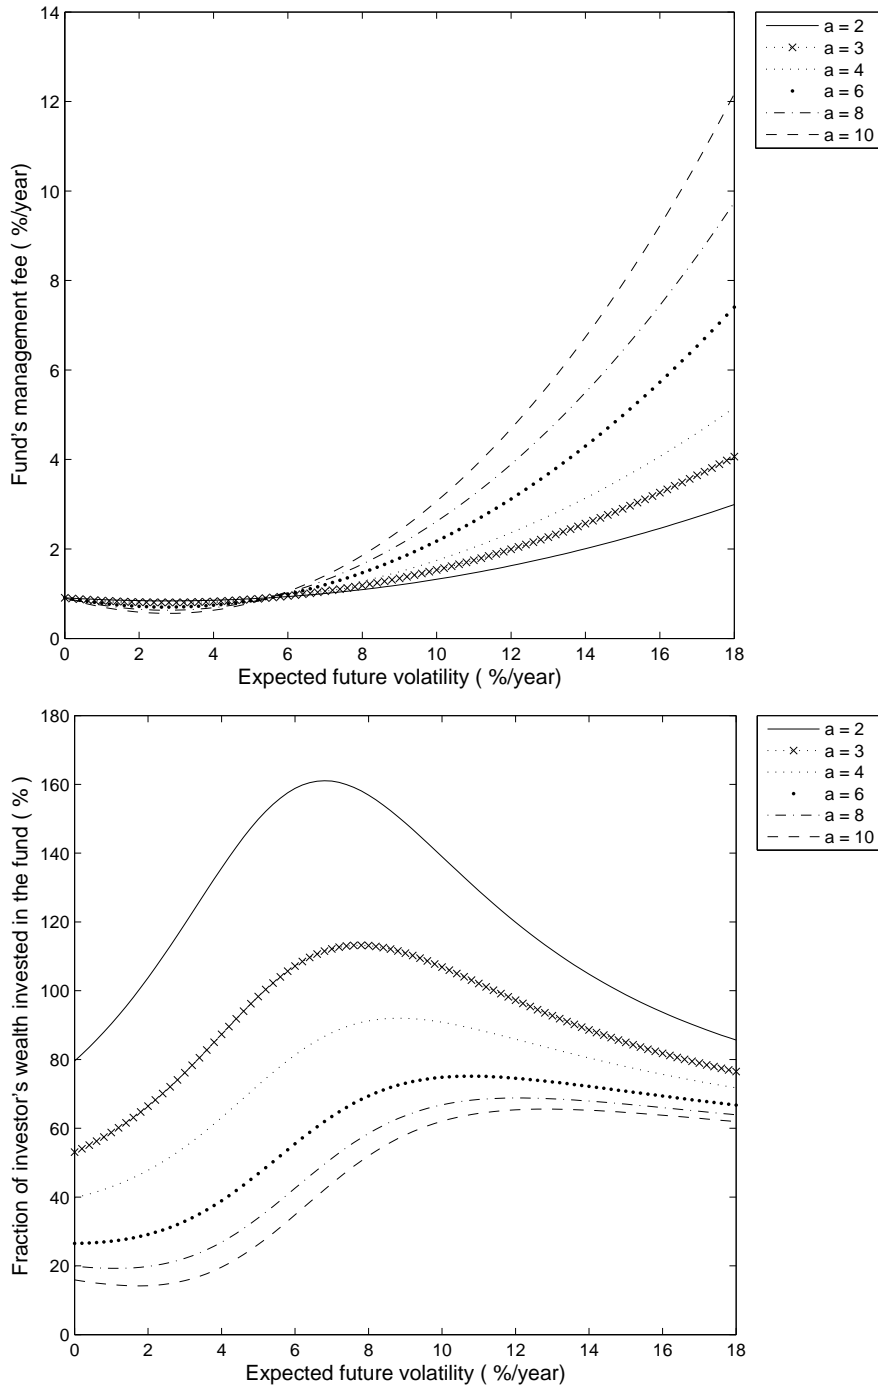 14
12
10
8
6
4
2
0
Fund's management fee ( %/year)
0 2 4 6 8 10 12 14 16 18
Expected future volatility ( %/year)
a = 2
a = 3
a = 4
a = 6
a = 8
a = 10
180
160
140
120
100
80
60
40
20
0
Fraction of investor's wealth invested in the fund ( %)
0 2 4 6 8 10 12 14 16 18
Expected future volatility ( %/year)
a = 2
a = 3
a = 4
a = 6
a = 8
a = 10